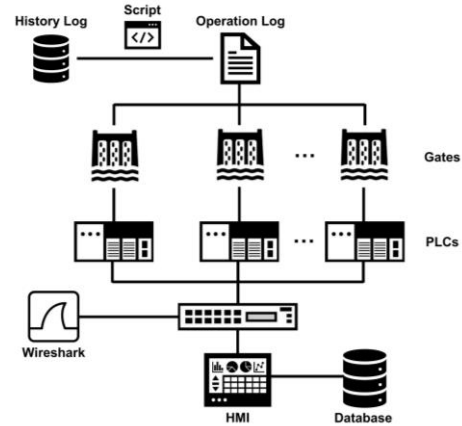 Script
History Log
Operation Log
</>
...
Gates
...
PLCs
Wireshark
HMI
Database